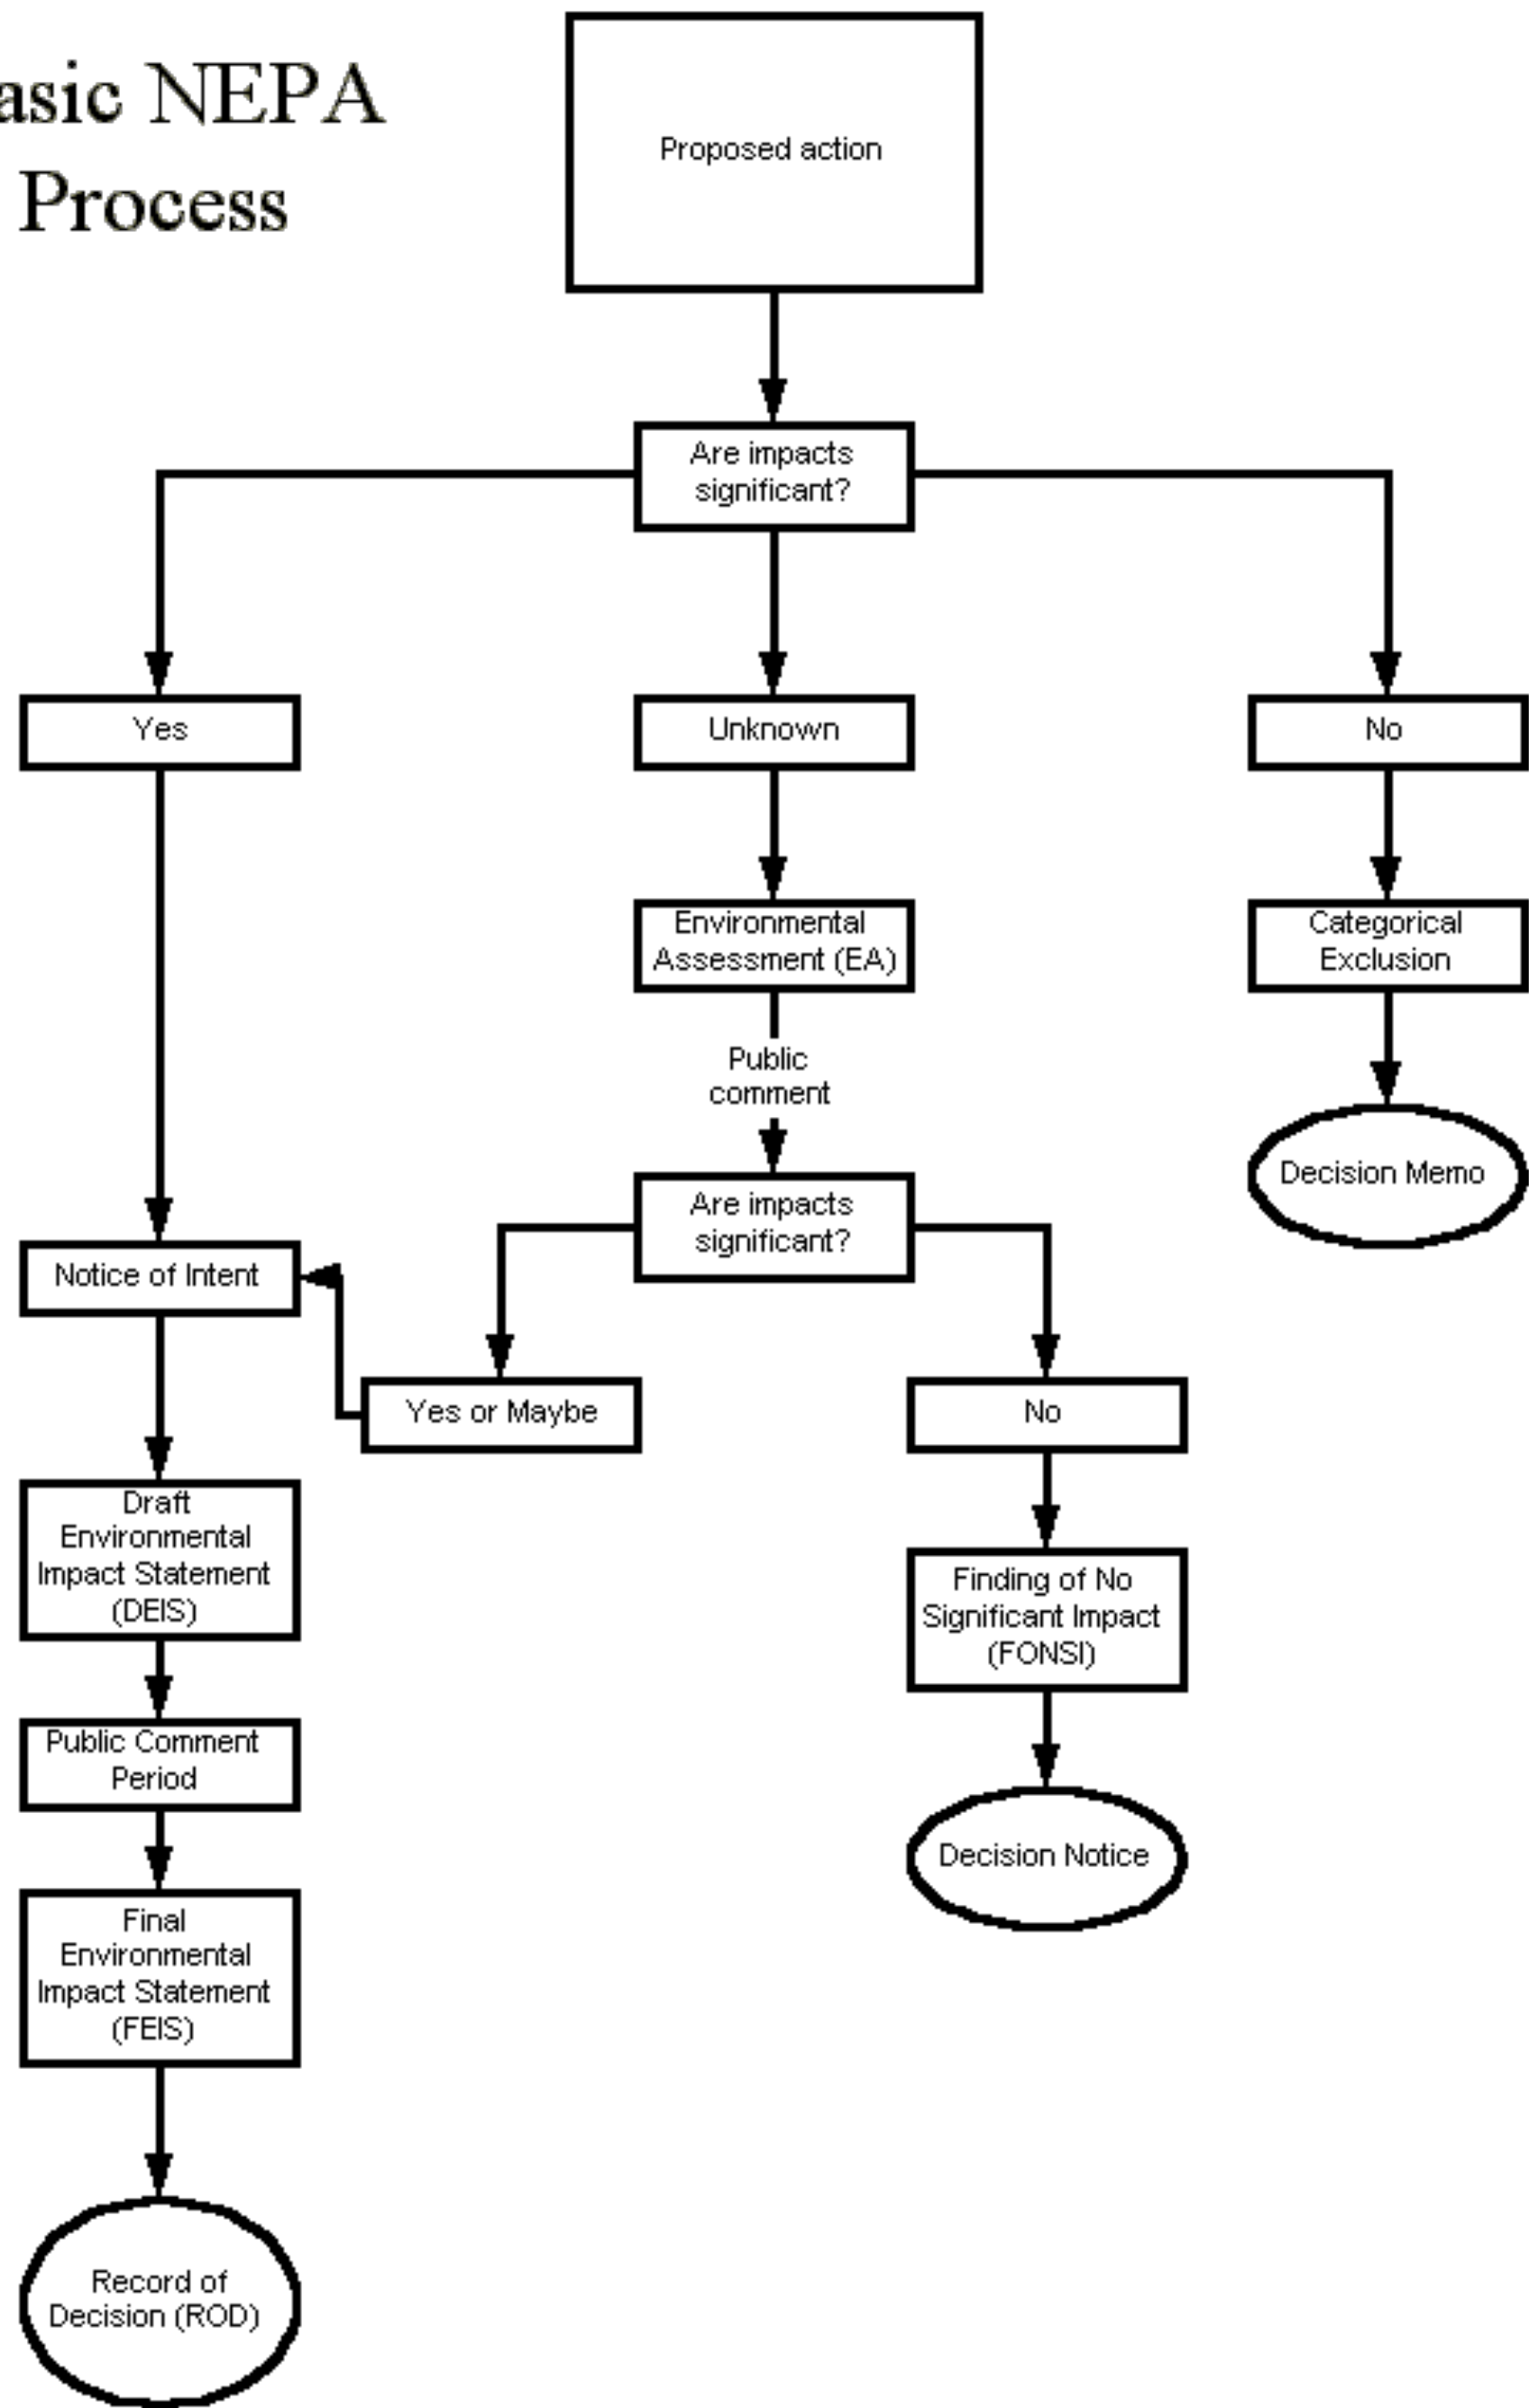 asic NEPA
Process
Proposed action
Are impacts
significant?
Yes
Unknown
No
Environmental
Assessment (EA)
Categorical
Exclusion
Public
comment
Decision Memo
Are impacts
significant?
Notice of Intent
Yes or Maybe
No
Draft
Environmental
Impact Statement
(DEIS)
Finding of No
Significant Impact
(FONSI)
Public Comment
Period
Decision Notice
Final
Environmental
Impact Statement
(FEIS)
Record of
Decision (ROD)